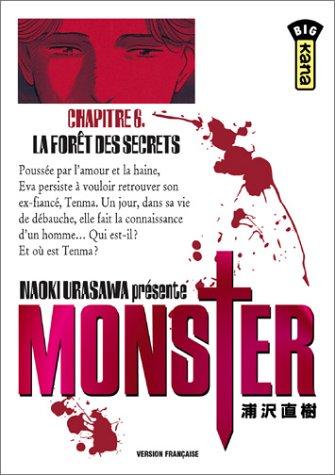 BIG
KANA
CHAPITRE 6.
LA FORÊT DES SECRETS
Poussée par l'amour et la haine,
Eva persiste à vouloir retrouver son
ex-fiancé, Tenma. Un jour, dans sa vie
de débauche, elle fait la connaissance
d'un homme... Qui est-il?
Et où est Tenma?
NAOKI URASAWA présente
MONSTER
浦沢直樹
VERSION FRANÇAISE